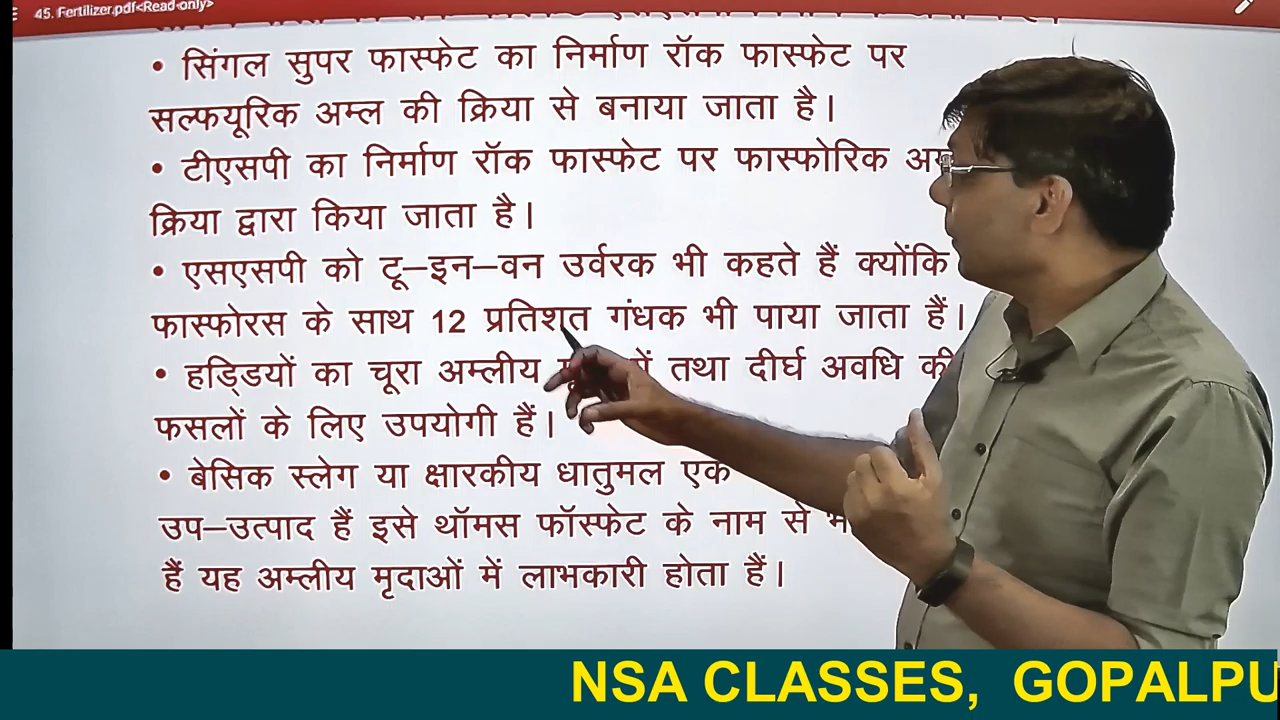 45. Fertilizer.pdf<Read-only>
• सिंगल सुपर फास्फेट का निर्माण रॉक फास्फेट पर
सल्फयूरिक अम्ल की क्रिया से बनाया जाता है।
• टीएसपी का निर्माण रॉक फास्फेट पर फास्फोरिक
क्रिया द्वारा किया जाता है।
• एसएसपी को टू–इन–वन उर्वरक भी कहते हैं क्योंकि
फास्फोरस के साथ 12 प्रतिशत गंधक भी पाया जाता हैं।
• हड्डियों का चूरा अम्लीय तथा दीर्घ अवधि की
फसलों के लिए उपयोगी हैं।
• बेसिक स्लेग या क्षारकीय धातुमल एक
उप–उत्पाद हैं इसे थॉमस फॉस्फेट के नाम से
हैं यह अम्लीय मृदाओं में लाभकारी होता हैं।
NSA CLASSES, GOPALPU